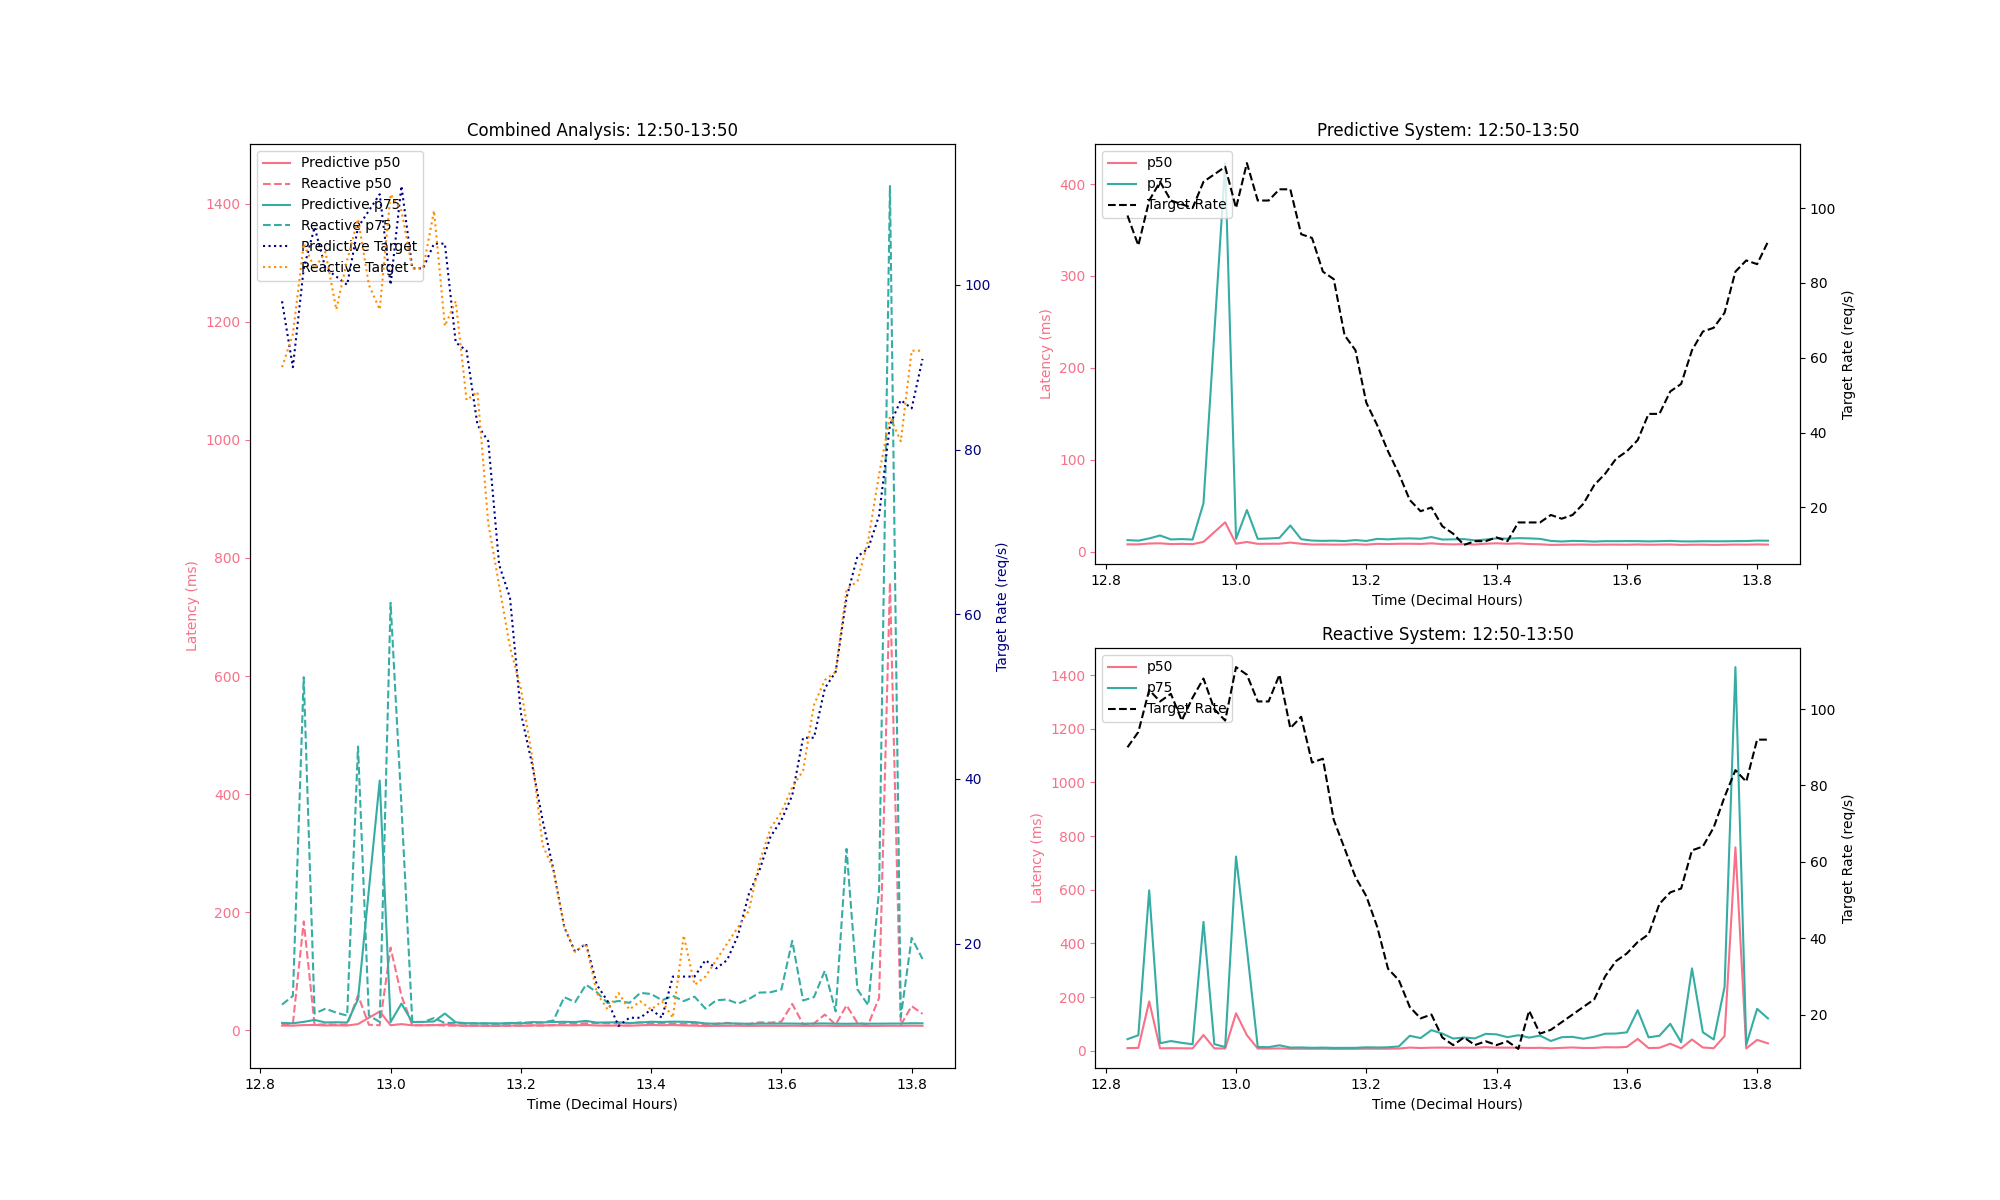 Combined Analysis: 12:50-13:50
Predictive p50
Reactive p50
Predictive p75
Reactive p75
Predictive Target
Reactive Target
1400
1200
1000
800
600
400
200
0
Latency (ms)
100
80
60
40
20
Target Rate (req/s)
12.8 13.0 13.2 13.4 13.6 13.8
Time (Decimal Hours)
Predictive System: 12:50-13:50
p50
p75
Target Rate
400
300
200
100
0
Latency (ms)
100
80
60
40
20
Target Rate (req/s)
12.8 13.0 13.2 13.4 13.6 13.8
Time (Decimal Hours)
Reactive System: 12:50-13:50
p50
p75
Target Rate
1400
1200
1000
800
600
400
200
0
Latency (ms)
100
80
60
40
20
Target Rate (req/s)
12.8 13.0 13.2 13.4 13.6 13.8
Time (Decimal Hours)